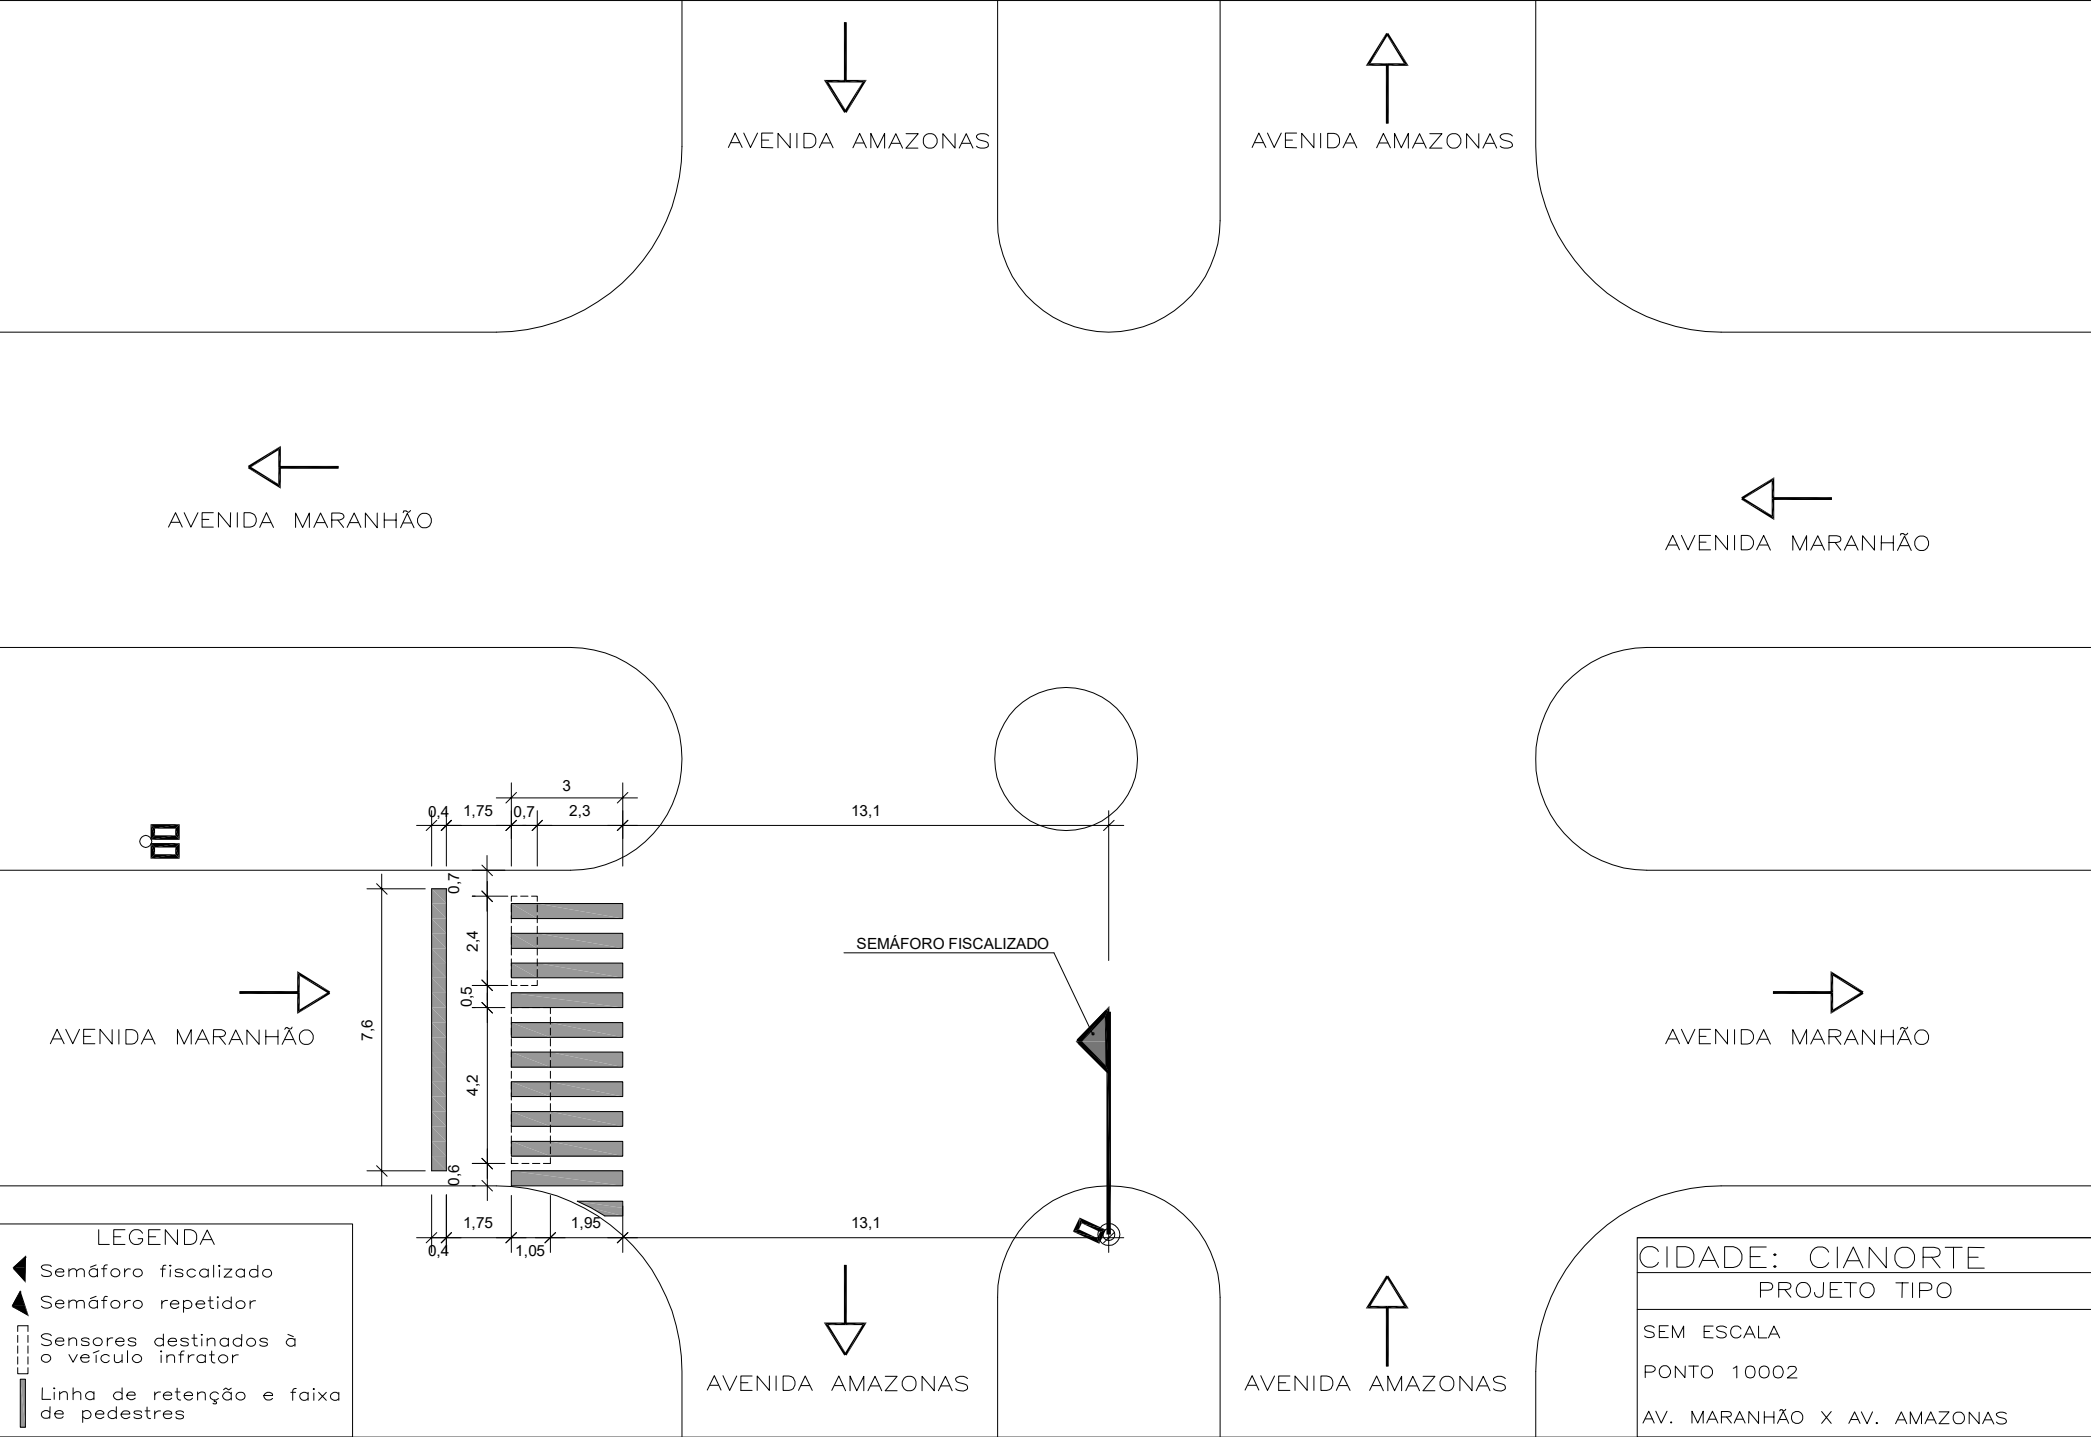 AVENIDA AMAZONAS
AVENIDA AMAZONAS
AVENIDA MARANHÃO
AVENIDA MARANHÃO
3
0,4
1,75
0,7
2,3
13,1
0,7
2,4
SEMÁFORO FISCALIZADO
0,5
7,6
AVENIDA MARANHÃO
AVENIDA MARANHÃO
4,2
0,6
1,75
1,95
13,1
0,4
1,05
LEGENDA
Semáforo fiscalizado
Semáforo repetidor
Sensores destinados à
o veículo infrator
Linha de retenção e faixa
de pedestres
AVENIDA AMAZONAS
AVENIDA AMAZONAS
CIDADE: CIANORTE
PROJETO TIPO
SEM ESCALA
PONTO 10002
AV. MARANHÃO X AV. AMAZONAS